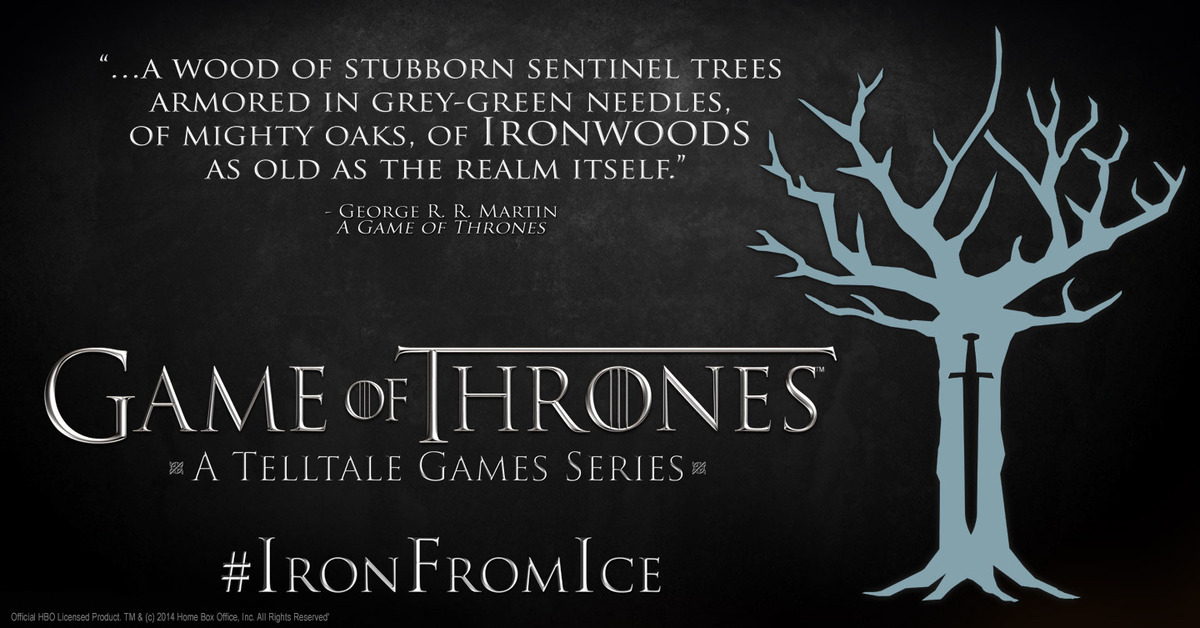 “...A WOOD OF STUBBORN SENTINEL TREES
ARMORED IN GREY-GREEN NEEDLES,
OF MIGHTY OAKS, OF IRONWOODS
AS OLD AS THE REALM ITSELF.”
- GEORGE R. R. MARTIN
A GAME OF THRONES
GAME OF THRONES™
A TELLTALE GAMES SERIES
#IRONFROMICE
Official HBO Licensed Product. TM & (c) 2014 Home Box Office, Inc. All Rights Reserved'